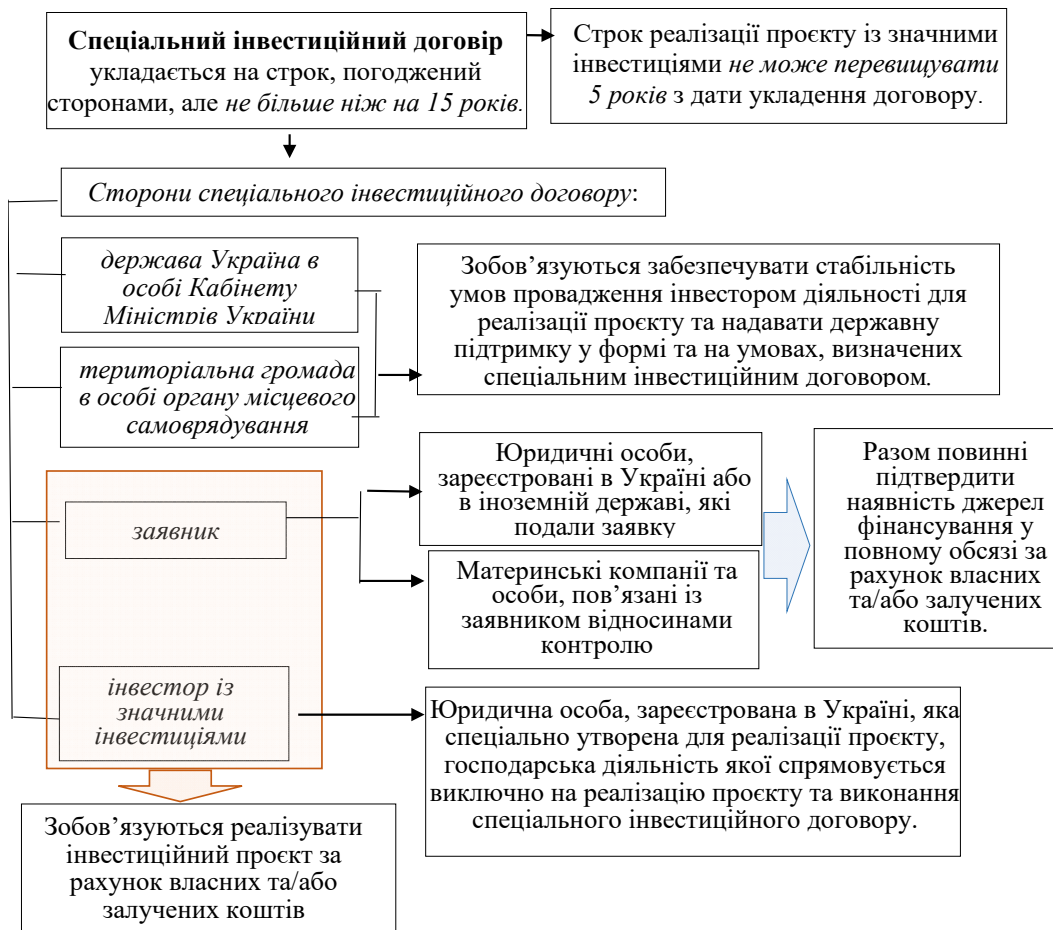 Спеціальний інвестиційний договір
укладається на строк, погоджений
сторонами, але не більше ніж на 15 років.
Строк реалізації проєкту із значними
інвестиціями не може перевищувати
5 років з дати укладення договору.
Сторони спеціального інвестиційного договору:
держава Україна в
особі Кабінету
Міністрів України
територіальна громада
в особі органу місцевого
самоврядування
Зобов’язуються забезпечувати стабільність
умов провадження інвестором діяльності для
реалізації проєкту та надавати державну
підтримку у формі та на умовах, визначених
спеціальним інвестиційним договором.
заявник
Юридичні особи,
зареєстровані в Україні або
в іноземній державі, які
подали заявку
Материнські компанії та
особи, пов’язані із
заявником відносинами
контролю
Разом повинні
підтвердити
наявність джерел
фінансування у
повному обсязі за
рахунок власних
та/або залучених
коштів.
інвестор із
значними
інвестиціями
Юридична особа, зареєстрована в Україні, яка
спеціально утворена для реалізації проєкту,
господарська діяльність якої спрямовується
виключно на реалізацію проєкту та виконання
спеціального інвестиційного договору.
Зобов’язуються реалізувати
інвестиційний проєкт за
рахунок власних та/або
залучених коштів